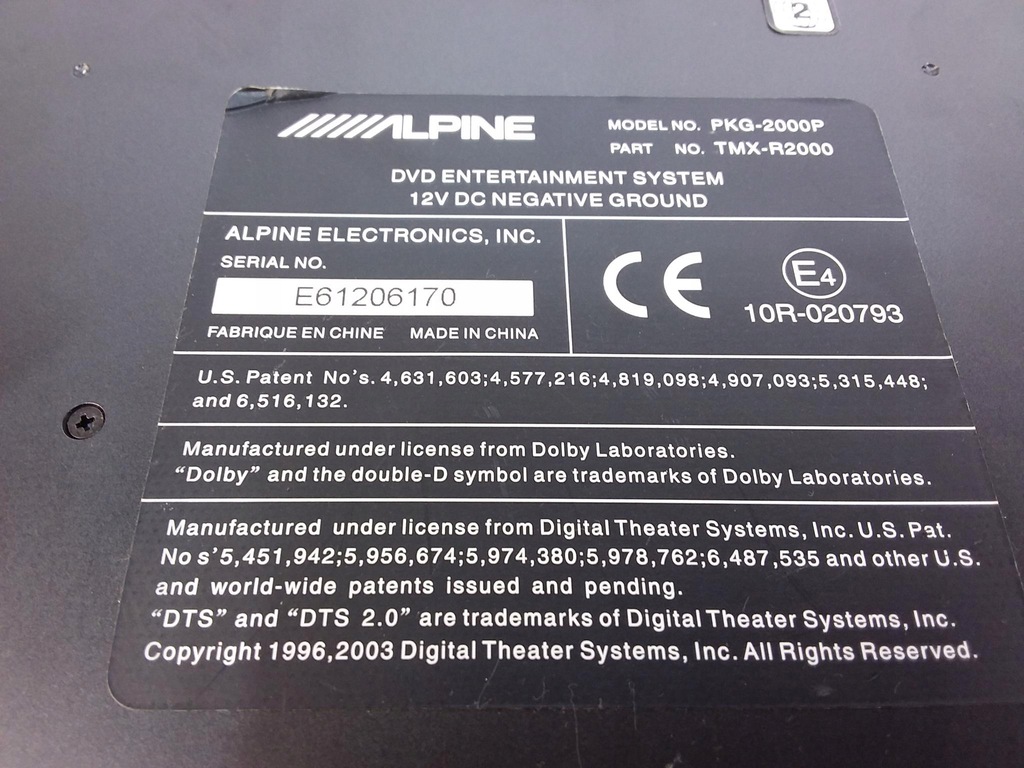 2
ALPINE
MODEL NO. PKG-2000P
PART NO. TMX-R2000
DVD ENTERTAINMENT SYSTEM
12V DC NEGATIVE GROUND
ALPINE ELECTRONICS, INC.
SERIAL NO.
E61206170
FABRIQUE EN CHINE MADE IN CHINA
CE
E4
10R-020793
U.S. Patent No's. 4,631,603;4,577,216;4,819,098;4,907,093;5,315,448;
and 6,516,132.
Manufactured under license from Dolby Laboratories.
"Dolby" and the double-D symbol are trademarks of Dolby Laboratories.
Manufactured under license from Digital Theater Systems, Inc. U.S. Pat.
No s'5,451,942;5,956,674;5,974,380;5,978,762;6,487,535 and other U.S.
and world-wide patents issued and pending.
"DTS" and "DTS 2.0" are trademarks of Digital Theater Systems, Inc.
Copyright 1996,2003 Digital Theater Systems, Inc. All Rights Reserved.